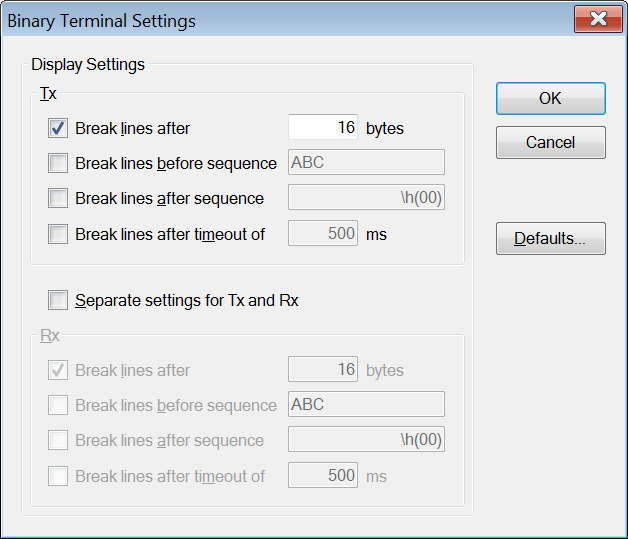 Binary Terminal Settings
Display Settings
Tx
Break lines after 16 bytes
Break lines before sequence ABC
Break lines after sequence \h(00)
Break lines after timeout of 500 ms
Separate settings for Tx and Rx
Rx
Break lines after 16 bytes
Break lines before sequence ABC
Break lines after sequence \h(00)
Break lines after timeout of 500 ms
OK
Cancel
Defaults...